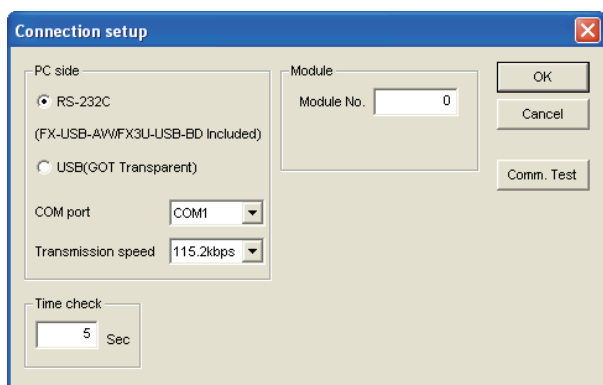 Connection setup
PC side
RS-232C
(FX-USB-AW/FX3U-USB-BD Included)
USB(GOT Transparent)
COM port
COM1
Transmission speed
115.2kbps
Time check
5
Sec
Module
Module No.
0
OK
Cancel
Comm. Test